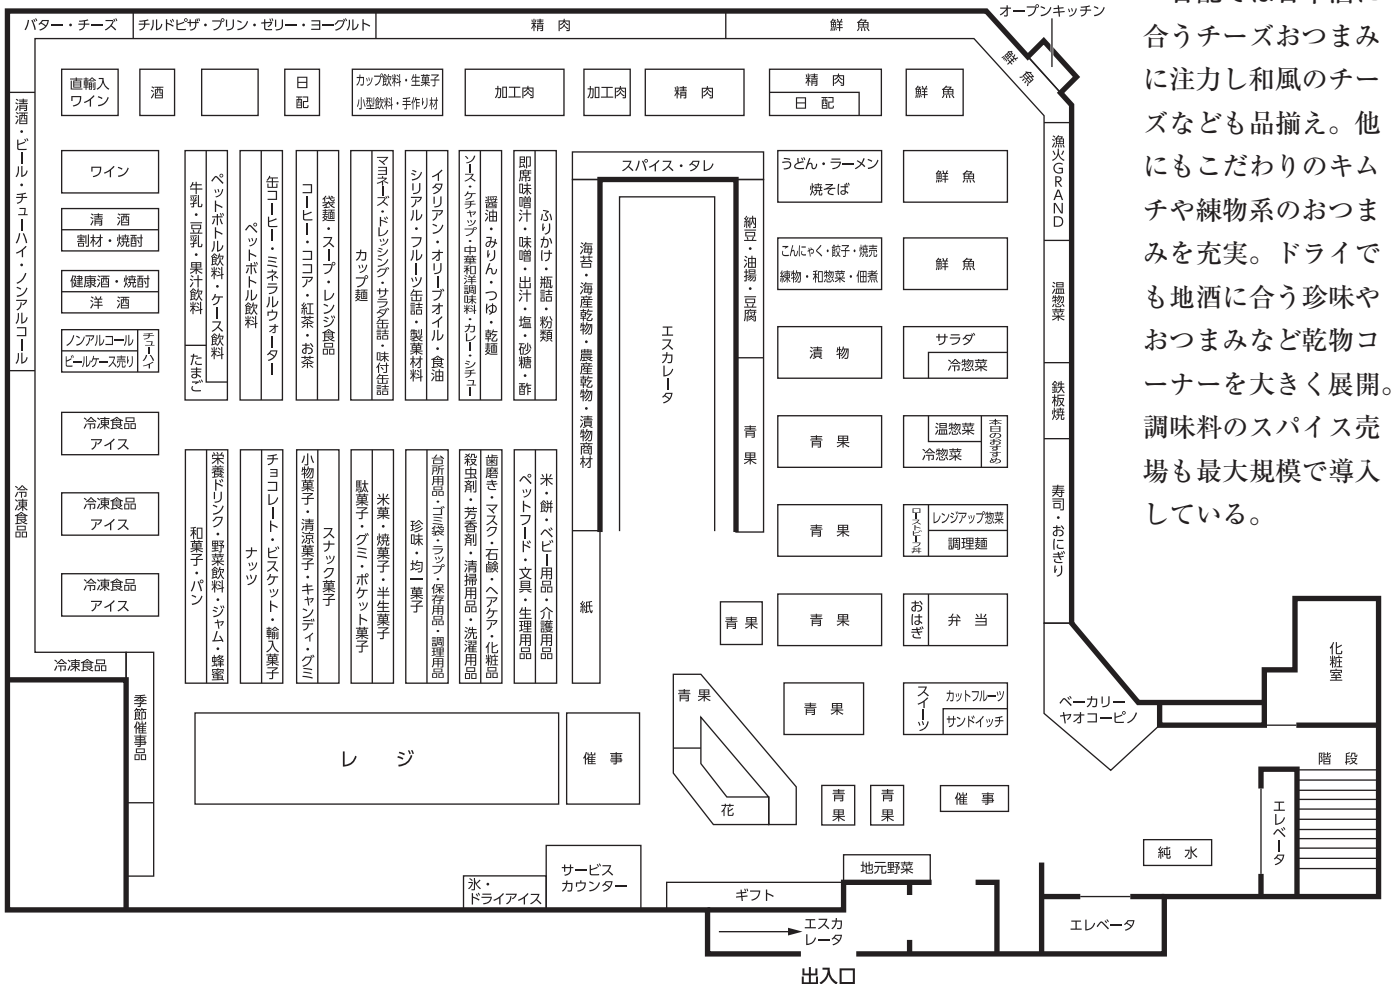 バター・チーズ
チルドピザ・プリン・ゼリー・ヨーグルト
精肉
鮮魚
オープンキッチン
鮮魚
合うチーズおつまみ
に注力し和風のチー
ズなども品揃え。他
にもこだわりのキム
チや練物系のおつま
みを充実。ドライで
も地酒に合う珍味や
おつまみなど乾物コ
ーナーを大きく展開。
調味料のスパイス売
場も最大規模で導入
している。
直輸入
ワイン
酒
日配
カップ飲料・生菓子
小型飲料・手作り材
加工肉
加工肉
精肉
精肉
日配
鮮魚
清酒・ビール・チューハイ・ノンアルコール
冷凍食品
ワイン
清酒
割材・焼酎
健康酒・焼酎
洋酒
ノンアルコール
ビールケース売り
チューハイ
冷凍食品
アイス
冷凍食品
アイス
冷凍食品
アイス
冷凍食品
季節催事品
牛乳・豆乳・果汁飲料
たまご
ペットボトル飲料・ケース飲料
ペットボトル飲料
缶コーヒー・ミネラルウォーター
コーヒー・ココア・紅茶・お茶
袋麺・スープ・レンジ食品
カップ麺
マヨネーズ・ドレッシング・サラダ缶詰・味付缶詰
シリアル・フルーツ缶詰・製菓材料
イタリアン・オリーブオイル・食油
ソース・ケチャップ・中華和洋調味料・カレー・シチュー
醤油・みりん・つゆ・乾麺
即席味噌汁・味噌・出汁・塩・砂糖・酢
ふりかけ・瓶詰・粉類
和菓子・パン
栄養ドリンク・野菜飲料・ジャム・蜂蜜
ナッツ
チョコレート・ビスケット・輸入菓子
小物菓子・清涼菓子・キャンディ・グミ
スナック菓子
駄菓子・グミ・ポケット菓子
米菓・焼菓子・半生菓子
珍味・均一菓子
台所用品・ゴミ袋・ラップ・保存用品・調理用品
殺虫剤・芳香剤・清掃用品・洗濯用品
歯磨き・マスク・石鹸・ヘアケア・化粧品
ペットフード・文具・生理用品
米・餅・ベビー用品・介護用品
スパイス・タレ
海苔・海産乾物・農産乾物・漬物商材
紙
エスカレータ
納豆・油揚・豆腐
青果
うどん・ラーメン
焼そば
こんにゃく・餃子・焼売
練物・和惣菜・佃煮
漬物
青果
青果
青果
青果
青果
鮮魚
鮮魚
サラダ
冷惣菜
温惣菜
冷惣菜
本日のおすすめ
ローストビーフ丼
レンジアップ惣菜
調理麺
おはぎ
弁当
スイーツ
カットフルーツ
サンドイッチ
漁火GRAND
温惣菜
鉄板焼
寿司・おにぎり
ベーカリー
ヤオコーピノ
化粧室
階段
エレベータ
純水
レジ
催事
青果
花
青果
青果
催事
地元野菜
サービス
カウンター
氷・
ドライアイス
ギフト
エスカ
レータ
エレベータ
出入口